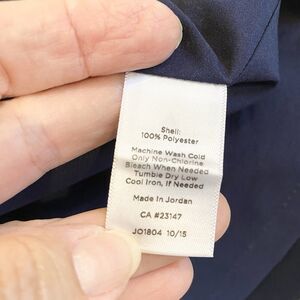 Shell:
100% Polyester
Machine Wash Cold
Only Non-Chlorine
Bleach When Needed
Tumble Dry Low
Cool Iron, If Needed
Made In Jordan
CA #23147
JO1804 10/15